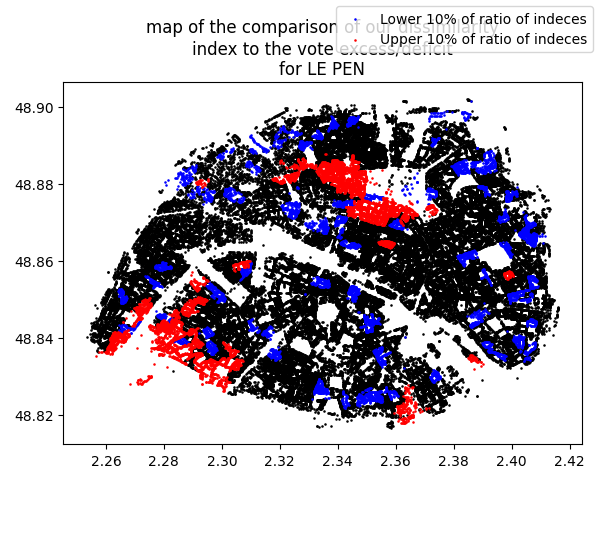 map of the comparison of our dissimilarity
index to the vote excess/deficit
for LE PEN
Lower 10% of ratio of indeces
Upper 10% of ratio of indeces
48.90
48.88
48.86
48.84
48.82
2.26 2.28 2.30 2.32 2.34 2.36 2.38 2.40 2.42